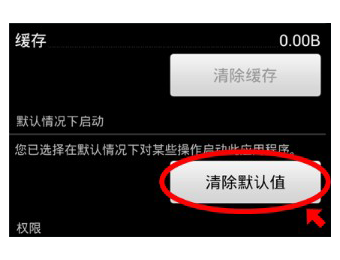 缓存 0.00B
清除缓存
默认情况下启动
您已选择在默认情况下对某些操作启动此应用程序。
清除默认值
权限